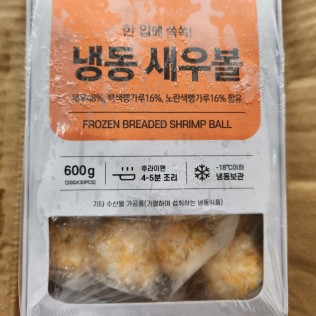 한 입에 쏙쏙!
냉동 새우볼
새우48%, 백색빵가루16%, 노란색빵가루16% 함유
FROZEN BREADED SHRIMP BALL
600g
(20GX30PCS)
후라이팬
4-5분 조리
-18℃이하
냉동보관
기타 수산물 가공품(가열하여 섭취하는 냉동식품)